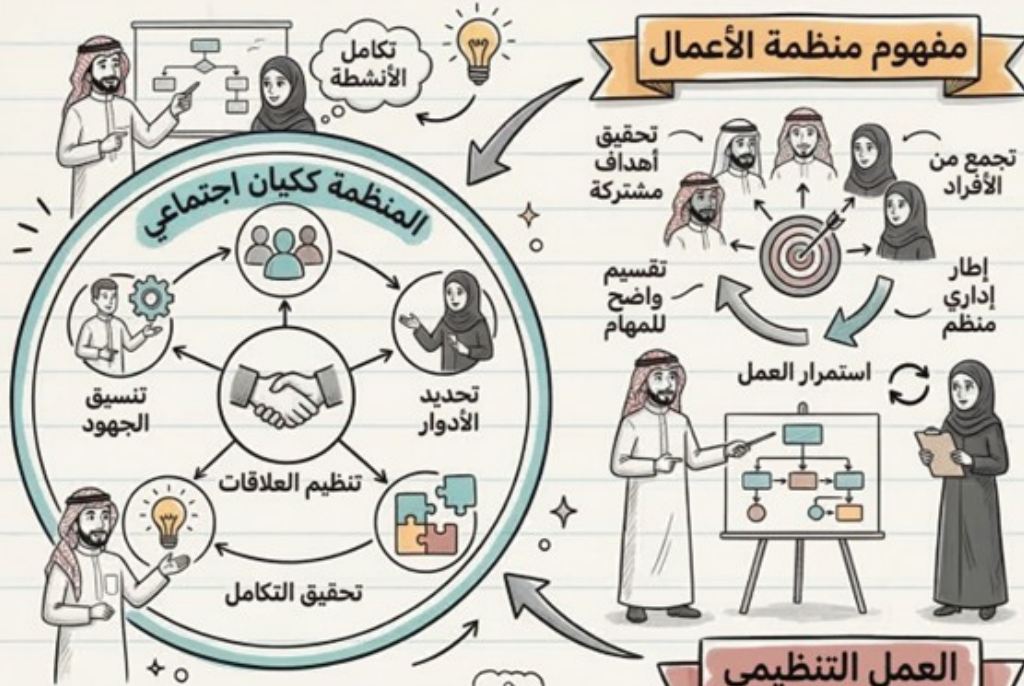 مفهوم منظمة الأعمال
تجمع من
الأفراد
تحقيق
أهداف
مشتركة
إطار
إداري
منظم
تقسيم
واضح
للمهام
استمرار العمل
تكامل
الأنشطة
المنظمة ككيان اجتماعي
تحديد
الأدوار
تنسيق
الجهود
تنظيم العلاقات
تحقيق التكامل
العمل التنظيمي